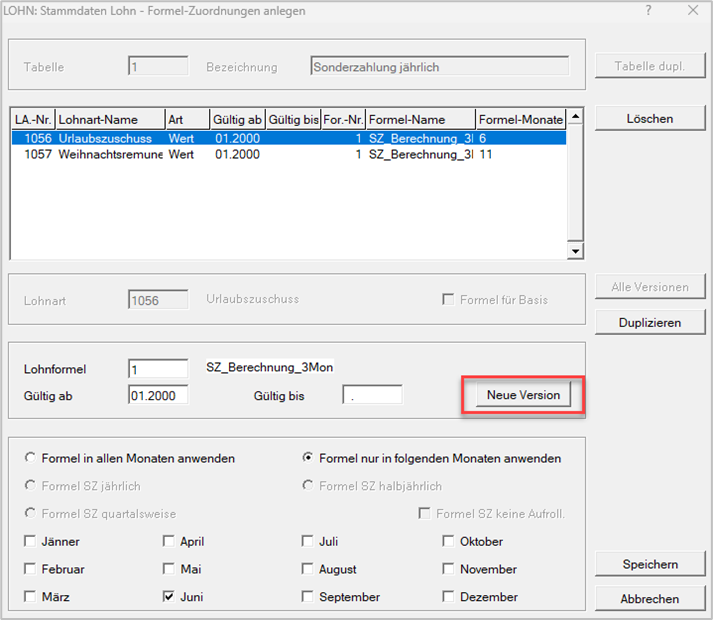 LOHN: Stammdaten Lohn - Formel-Zuordnungen anlegen ? ×
Tabelle 1 Bezeichnung Sonderzahlung jährlich Tabelle dupl.
LA.-Nr. Lohnart-Name Art Gültig ab Gültig bis For.-Nr. Formel-Name Formel-Monate Löschen
1056 Urlaubszuschuss Wert 01.2000 1 SZ_Berechnung_3 6
1057 Weihnachtsremune Wert 01.2000 1 SZ_Berechnung_3 11
Alle Versionen
Lohnart 1056 Urlaubszuschuss Formel für Basis
Duplizieren
Lohnformel 1 SZ_Berechnung_3Mon
Gültig ab 01.2000 Gültig bis . Neue Version
Formel in allen Monaten anwenden Formel nur in folgenden Monaten anwenden
Formel SZ jährlich Formel SZ halbjährlich
Formel SZ quartalsweise Formel SZ keine Aufroll.
Jänner April Juli Oktober
Februar Mai August November Speichern
März Juni September Dezember Abbrechen